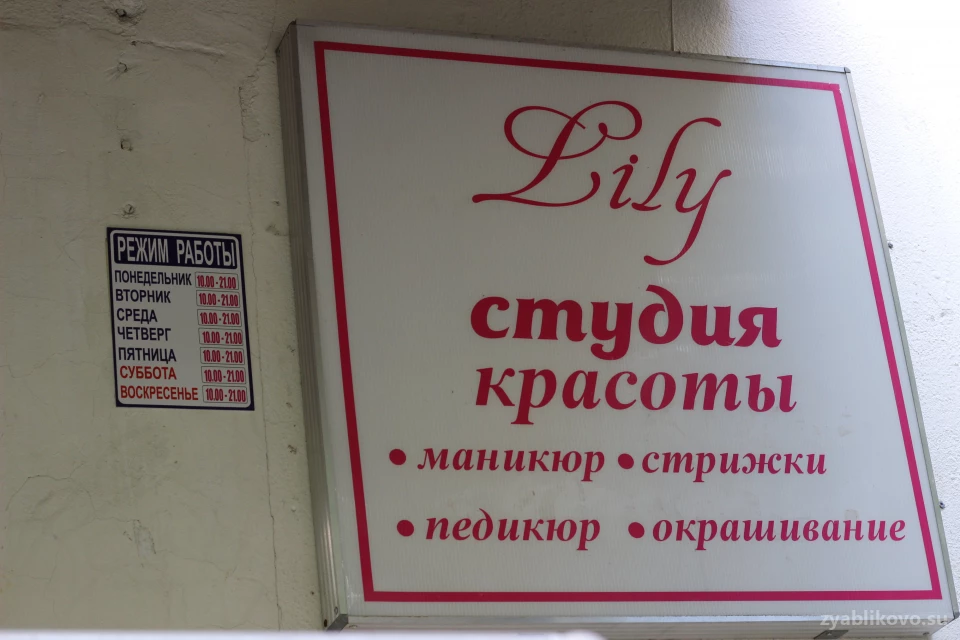 РЕЖИМ РАБОТЫ
ПОНЕДЕЛЬНИК 10.00-21.00
ВТОРНИК 10.00-21.00
СРЕДА 10.00-21.00
ЧЕТВЕРГ 10.00-21.00
ПЯТНИЦА 10.00-21.00
СУББОТА 10.00-21.00
ВОСКРЕСЕНЬЕ 10.00-21.00
Lily
студия
красоты
• маникюр • стрижки
• педикюр • окрашивание
zyablikovo.su